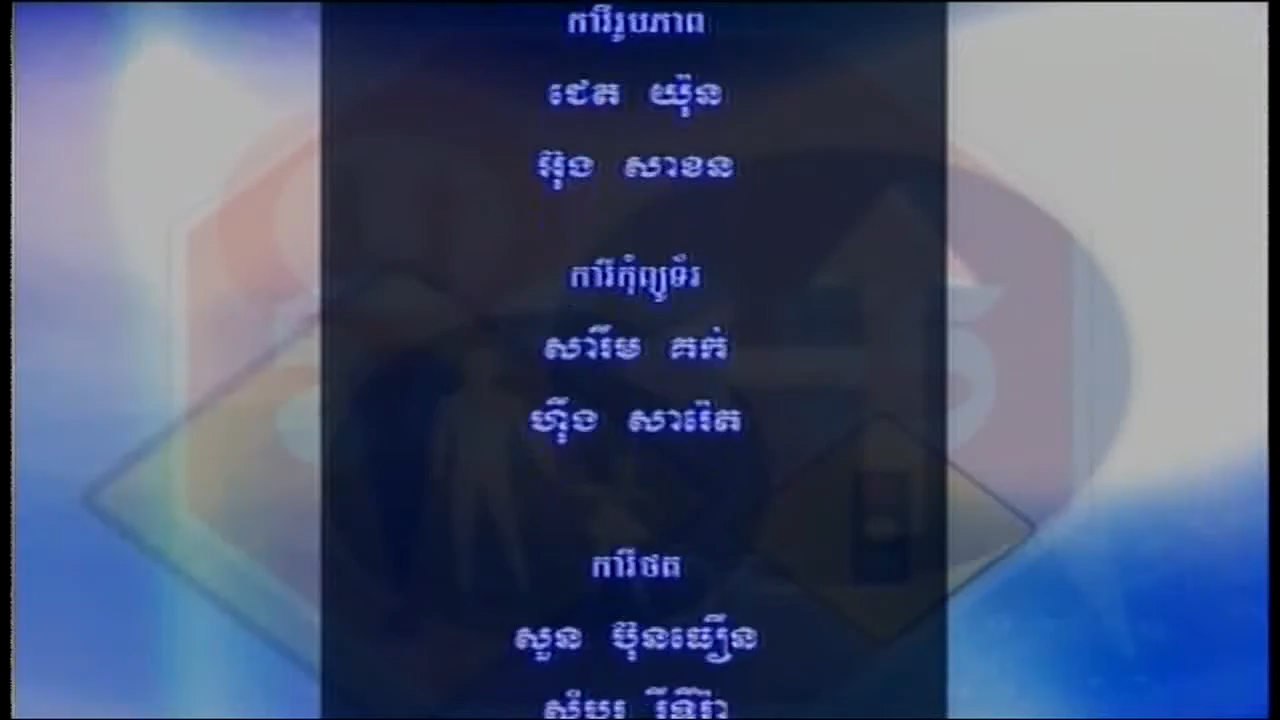 ការីរូបភាព
ជេត យ៉ុន
អ៊ុង សាខន
ការីកុំព្យូទ័រ
សារីម គក់
ហ៊ឹង សារ៉េត
ការីថត
សួន ប៊ុនធឿន